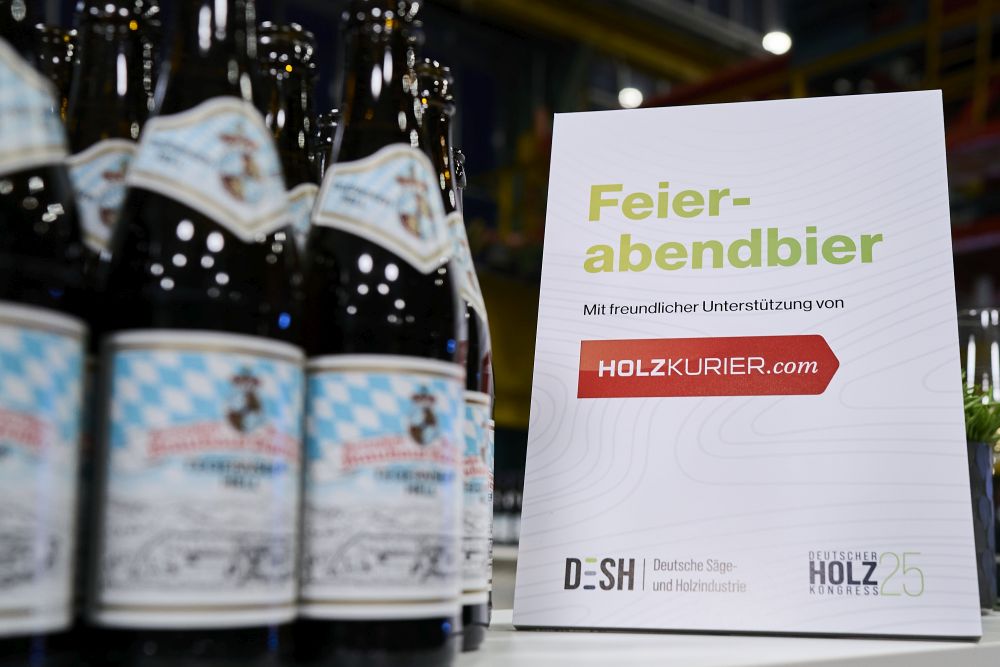 Feier-
abendbier
Mit freundlicher Unterstützung von
HOLZKURIER.com
DESH
Deutsche Säge-
und Holzindustrie
DEUTSCHER
HOLZ 25
KONGRESS